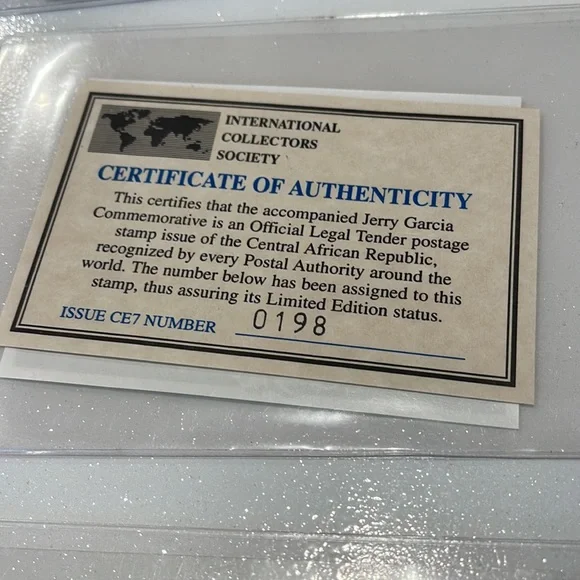 INTERNATIONAL
COLLECTORS
SOCIETY
CERTIFICATE OF AUTHENTICITY
This certifies that the accompanied Jerry Garcia
Commemorative is an Official Legal Tender postage
stamp issue of the Central African Republic,
recognized by every Postal Authority around the
world. The number below has been assigned to this
stamp, thus assuring its Limited Edition status.
ISSUE CE7 NUMBER 0198